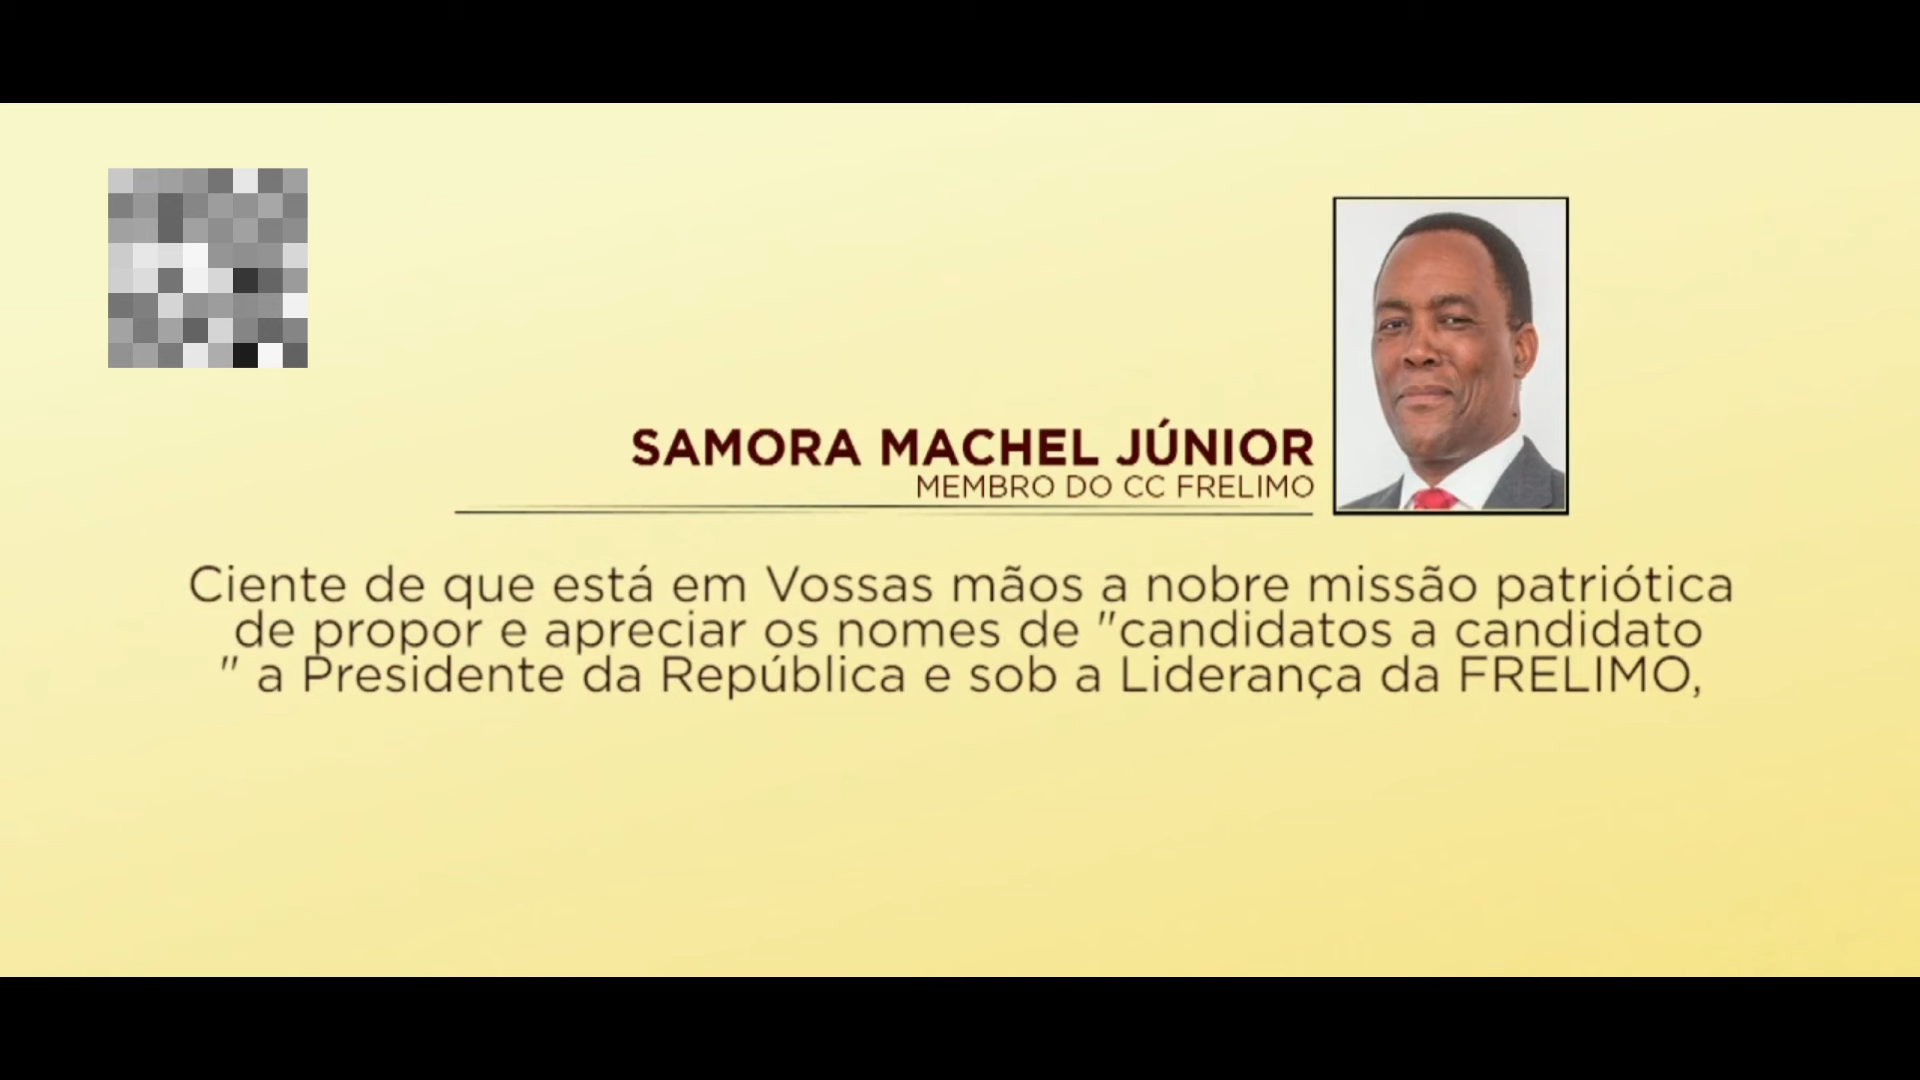 SAMORA MACHEL JÚNIOR
MEMBRO DO CC FRELIMO
Ciente de que está em Vossas mãos a nobre missão patriótica
de propor e apreciar os nomes de "candidatos a candidato
" a Presidente da República e sob a Liderança da FRELIMO,